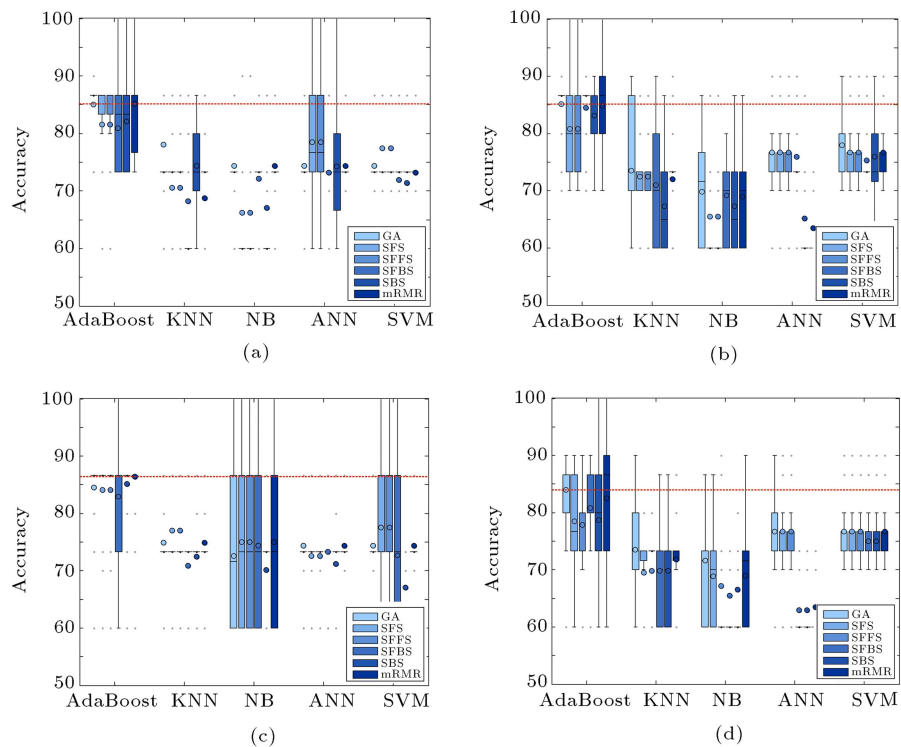 100
90
80
70
60
50
Accuracy
GA
SFS
SFFS
SFBS
SBS
mRMR
AdaBoost KNN NB ANN SVM
(a)
100
90
80
70
60
50
Accuracy
GA
SFS
SFFS
SFBS
SBS
mRMR
AdaBoost KNN NB ANN SVM
(b)
100
90
80
70
60
50
Accuracy
GA
SFS
SFFS
SFBS
SBS
mRMR
AdaBoost KNN NB ANN SVM
(c)
100
90
80
70
60
50
Accuracy
GA
SFS
SFFS
SFBS
SBS
mRMR
AdaBoost KNN NB ANN SVM
(d)